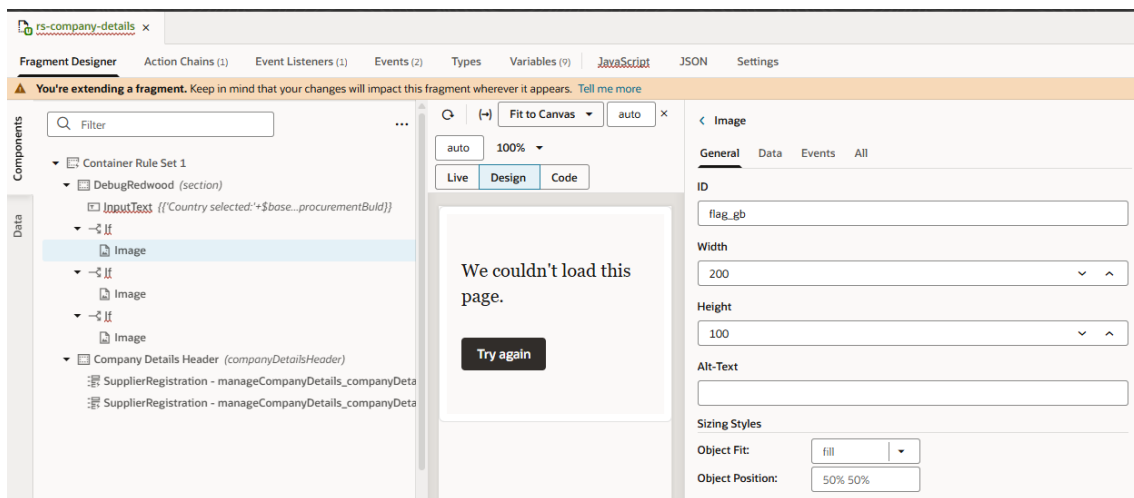 rs-company-details ×
Fragment Designer Action Chains (1) Event Listeners (1) Events (2) Types Variables (9) JavaScript JSON Settings
You're extending a fragment. Keep in mind that your changes will impact this fragment wherever it appears. Tell me more
Components
Data
Filter
...
Container Rule Set 1
DebugRedwood (section)
InputText {{'Country selected:'+$base...procurementBuId}}
If
Image
If
Image
If
Image
Company Details Header (companyDetailsHeader)
SupplierRegistration - manageCompanyDetails_companyDeta
SupplierRegistration - manageCompanyDetails_companyDeta
Fit to Canvas auto ×
auto 100%
Live Design Code
We couldn't load this
page.
Try again
Image
General Data Events All
ID
flag_gb
Width
200
Height
100
Alt-Text
Sizing Styles
Object Fit: fill
Object Position: 50% 50%